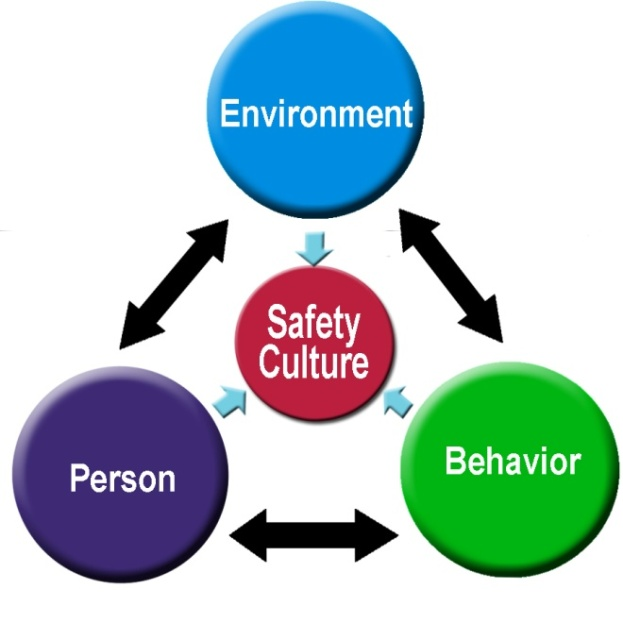 Environment
Safety
Culture
Person
Behavior